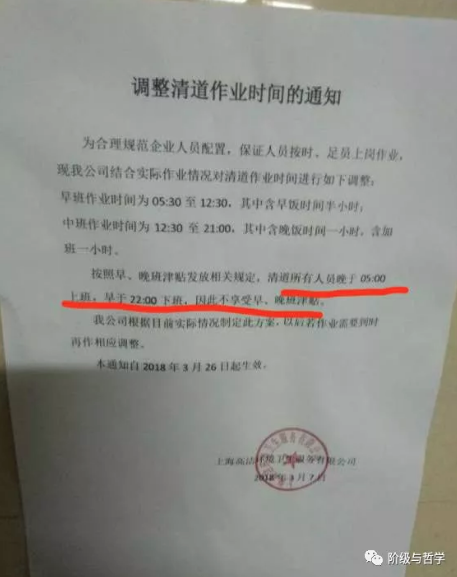 调整清道作业时间的通知
为合理规范企业人员配置，保证人员按时、足员上岗作业，
现我公司结合实际作业情况对清道作业时间进行如下调整：
早班作业时间为 05:30 至 12:30，其中含早饭时间半小时；
中班作业时间为 12:30 至 21:00，其中含晚饭时间一小时，含加
班一小时。
按照早、晚班津贴发放相关规定，清道所有人员晚于 05:00
上班，早于 22:00 下班，因此不享受早、晚班津贴。
我公司根据目前实际情况制定此方案，以后若作业需要到时
再作相应调整。
本通知自 2018 年 3 月 26 日起生效。
上海高洁环境卫生服务有限公司
2018 年 3 月 7 日
阶级与哲学